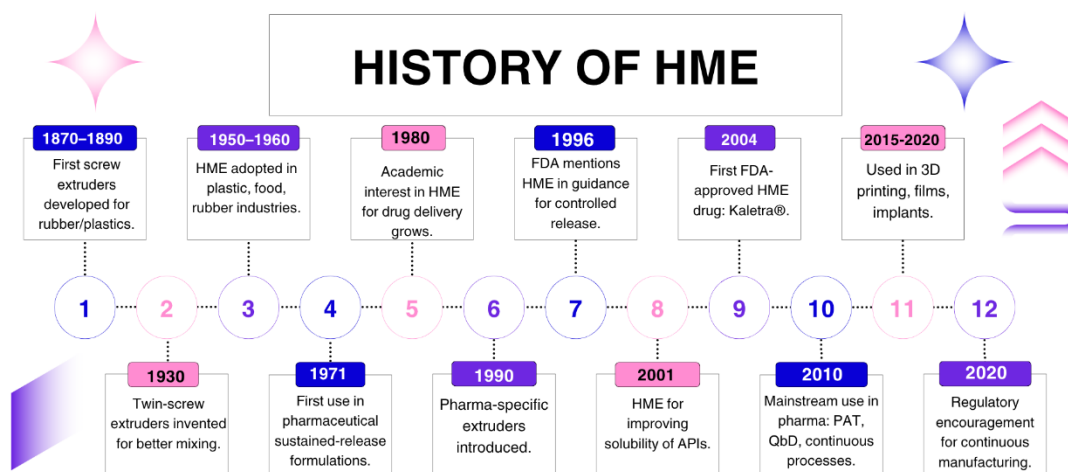 HISTORY OF HME
1870–1890
First screw
extruders
developed for
rubber/plastics.
1950–1960
HME adopted in
plastic, food,
rubber industries.
1980
Academic
interest in HME
for drug delivery
grows.
1996
FDA mentions
HME in guidance
for controlled
release.
2004
First FDA-
approved HME
drug: Kaletra®.
2015-2020
Used in 3D
printing, films,
implants.
1
2
3
4
5
6
7
8
9
10
11
12
1930
Twin-screw
extruders invented
for better mixing.
1971
First use in
pharmaceutical
sustained-release
formulations.
1990
Pharma-specific
extruders
introduced.
2001
HME for
improving
solubility of APIs.
2010
Mainstream use in
pharma: PAT,
QbD, continuous
processes.
2020
Regulatory
encouragement
for continuous
manufacturing.